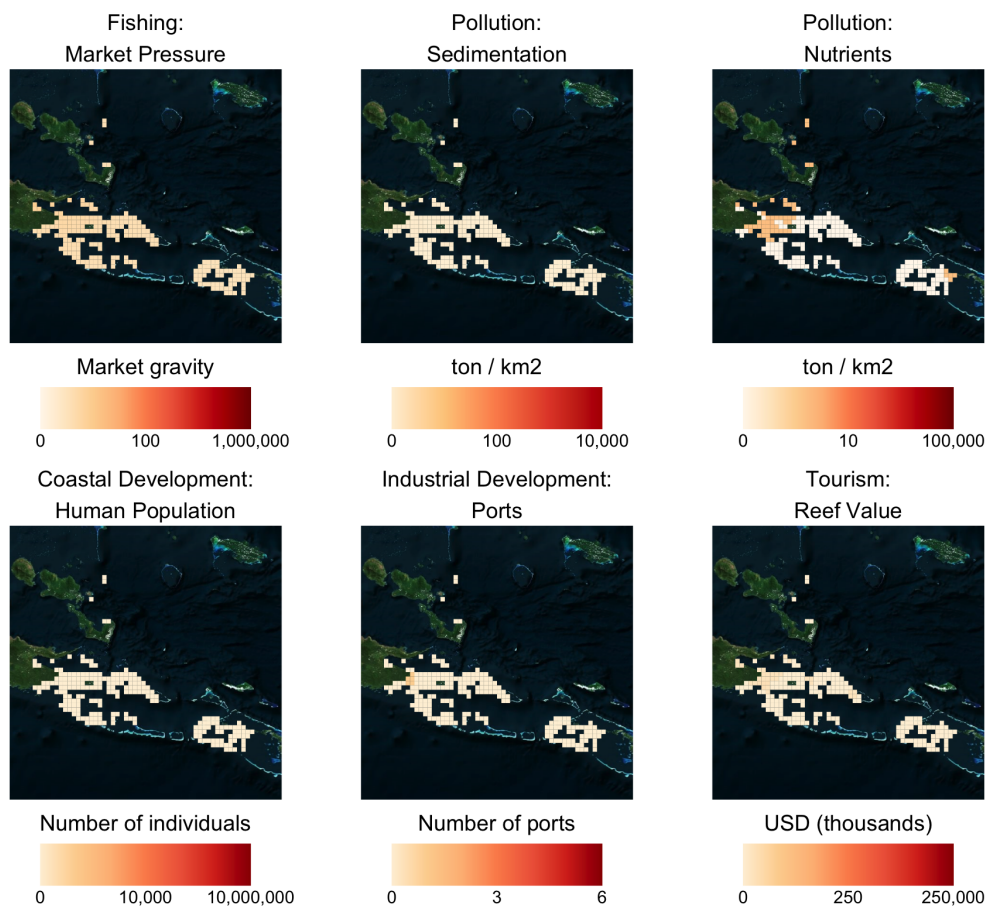 Fishing:
Market Pressure
Pollution:
Sedimentation
Pollution:
Nutrients
Market gravity
0 100 1,000,000
ton / km2
0 100 10,000
ton / km2
0 10 100,000
Coastal Development:
Human Population
Industrial Development:
Ports
Tourism:
Reef Value
Number of individuals
0 10,000 10,000,000
Number of ports
0 3 6
USD (thousands)
0 250 250,000